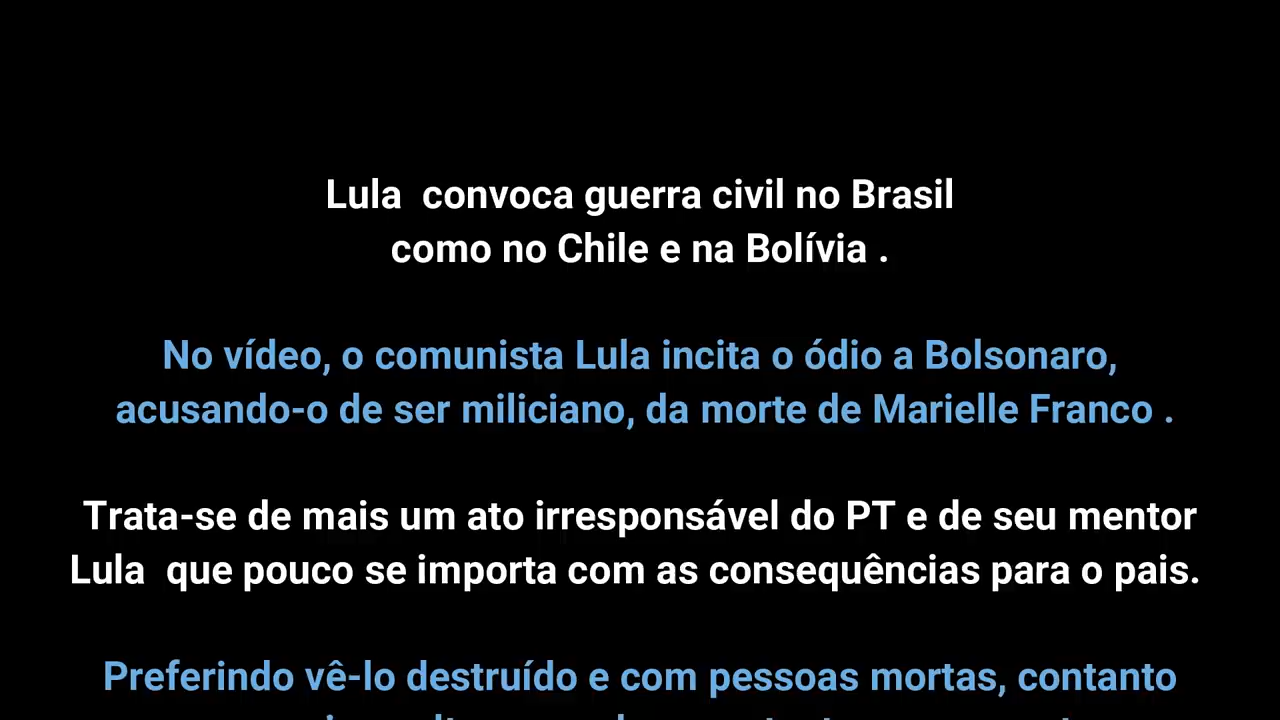 Lula  convoca guerra civil no Brasil
como no Chile e na Bolívia .
No vídeo, o comunista Lula incita o ódio a Bolsonaro,
acusando-o de ser miliciano, da morte de Marielle Franco .
Trata-se de mais um ato irresponsável do PT e de seu mentor
Lula  que pouco se importa com as consequências para o pais.
Preferindo vê-lo destruído e com pessoas mortas, contanto